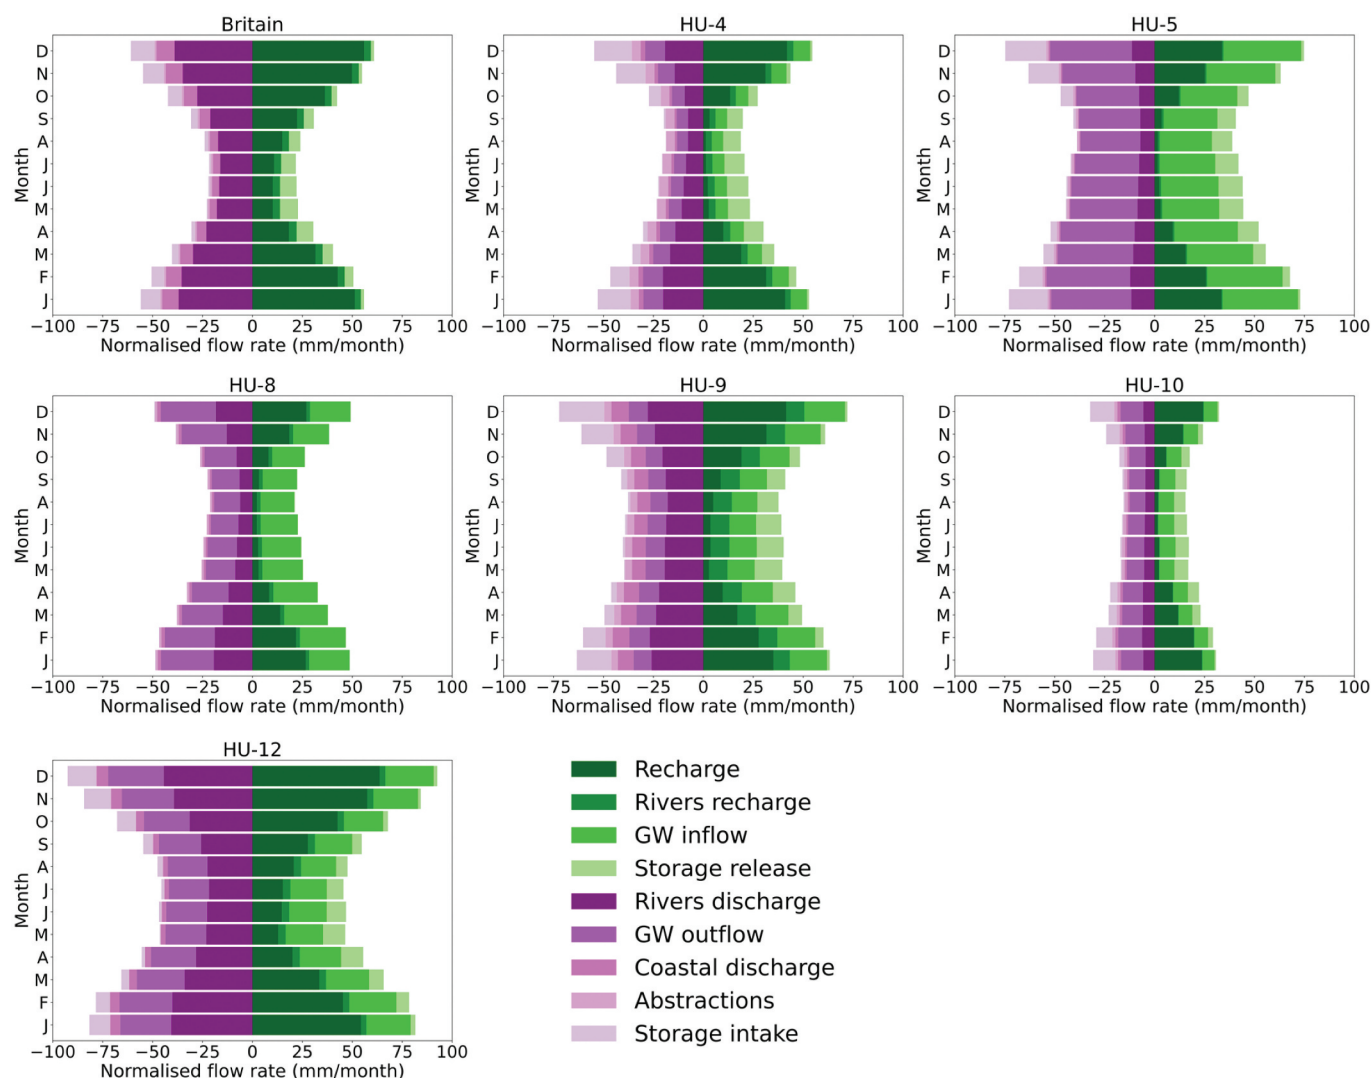 Britain
D
N
O
S
A
J
J
M
A
M
F
J
Month
−100 −75 −50 −25 0 25 50 75 100
Normalised flow rate (mm/month)
HU-4
D
N
O
S
A
J
J
M
A
M
F
J
Month
−100 −75 −50 −25 0 25 50 75 100
Normalised flow rate (mm/month)
HU-5
D
N
O
S
A
J
J
M
A
M
F
J
Month
−100 −75 −50 −25 0 25 50 75 100
Normalised flow rate (mm/month)
HU-8
D
N
O
S
A
J
J
M
A
M
F
J
Month
−100 −75 −50 −25 0 25 50 75 100
Normalised flow rate (mm/month)
HU-9
D
N
O
S
A
J
J
M
A
M
F
J
Month
−100 −75 −50 −25 0 25 50 75 100
Normalised flow rate (mm/month)
HU-10
D
N
O
S
A
J
J
M
A
M
F
J
Month
−100 −75 −50 −25 0 25 50 75 100
Normalised flow rate (mm/month)
HU-12
D
N
O
S
A
J
J
M
A
M
F
J
Month
−100 −75 −50 −25 0 25 50 75 100
Normalised flow rate (mm/month)
Recharge
Rivers recharge
GW inflow
Storage release
Rivers discharge
GW outflow
Coastal discharge
Abstractions
Storage intake